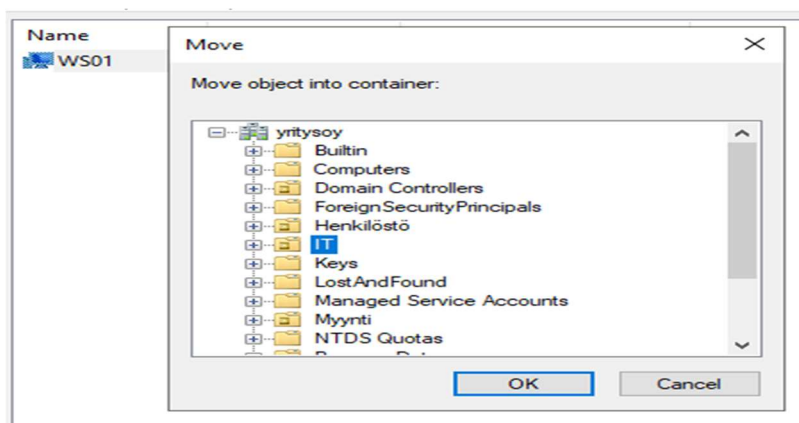 Name
WS01
Move
Move object into container:
yritysoy
Builtin
Computers
Domain Controllers
ForeignSecurityPrincipals
Henkilöstö
IT
Keys
LostAndFound
Managed Service Accounts
Myynti
NTDS Quotas
OK Cancel